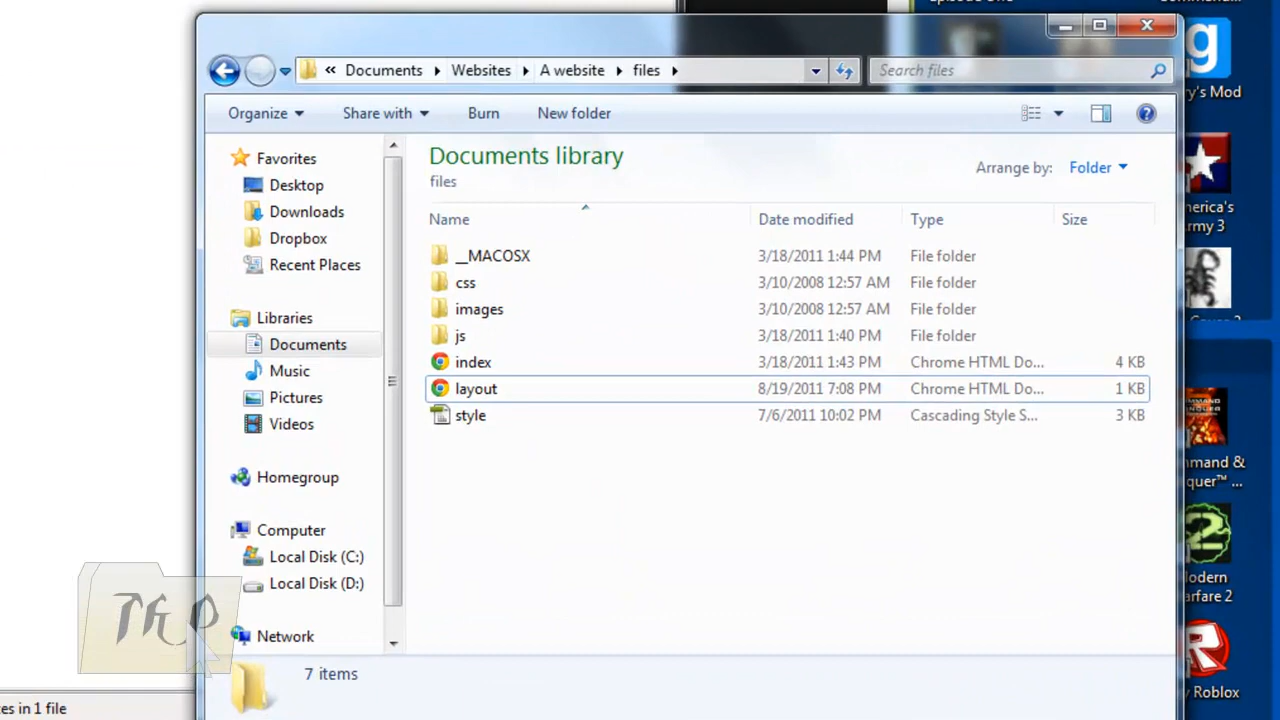 Documents Websites A website files
Search files
Organize Share with Burn New folder
Favorites
Desktop
Downloads
Dropbox
Recent Places
Libraries
Documents
Music
Pictures
Videos
Homegroup
Computer
Local Disk (C:)
Local Disk (D:)
Network
Documents library
files
Arrange by: Folder
Name Date modified Type Size
__MACOSX 3/18/2011 1:44 PM File folder
css 3/10/2008 12:57 AM File folder
images 3/10/2008 12:57 AM File folder
js 3/18/2011 1:40 PM File folder
index 3/18/2011 1:43 PM Chrome HTML Do... 4 KB
layout 8/19/2011 7:08 PM Chrome HTML Do... 1 KB
style 7/6/2011 10:02 PM Cascading Style S... 3 KB
7 items
ry's Mod
merica's
rmy 3
mmand &
quer™ ...
odern
arfare 2
y Roblox
es in 1 file
TKP